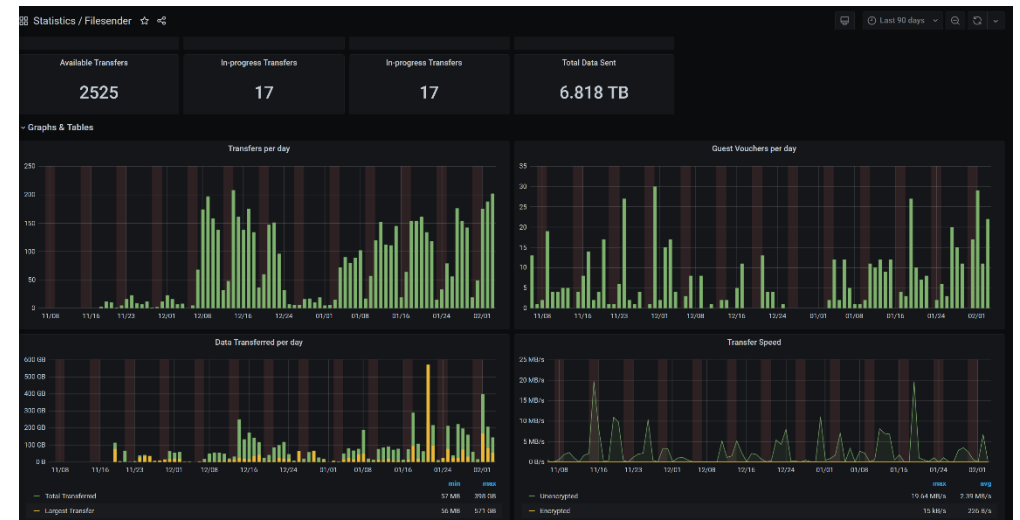 Statistics / Filesender
Last 90 days
Available Transfers
2525
In-progress Transfers
17
In-progress Transfers
17
Total Data Sent
6.818 TB
Graphs & Tables
Transfers per day
250
200
150
100
50
0
11/08 11/16 11/23 12/01 12/08 12/16 12/24 01/01 01/08 01/16 01/24 02/01
Guest Vouchers per day
35
30
25
20
15
10
5
0
11/08 11/16 11/23 12/01 12/08 12/16 12/24 01/01 01/08 01/16 01/24 02/01
Data Transferred per day
600 GB
500 GB
400 GB
300 GB
200 GB
100 GB
0 B
11/08 11/16 11/23 12/01 12/08 12/16 12/24 01/01 01/08 01/16 01/24 02/01
min max
Total Transferred 57 MB 398 GB
Largest Transfer 56 MB 571 GB
Transfer Speed
25 MB/s
20 MB/s
15 MB/s
10 MB/s
5 MB/s
0 B/s
11/08 11/16 11/23 12/01 12/08 12/16 12/24 01/01 01/08 01/16 01/24 02/01
max avg
Unencrypted 19.64 MB/s 2.39 MB/s
Encrypted 15 kB/s 226 B/s